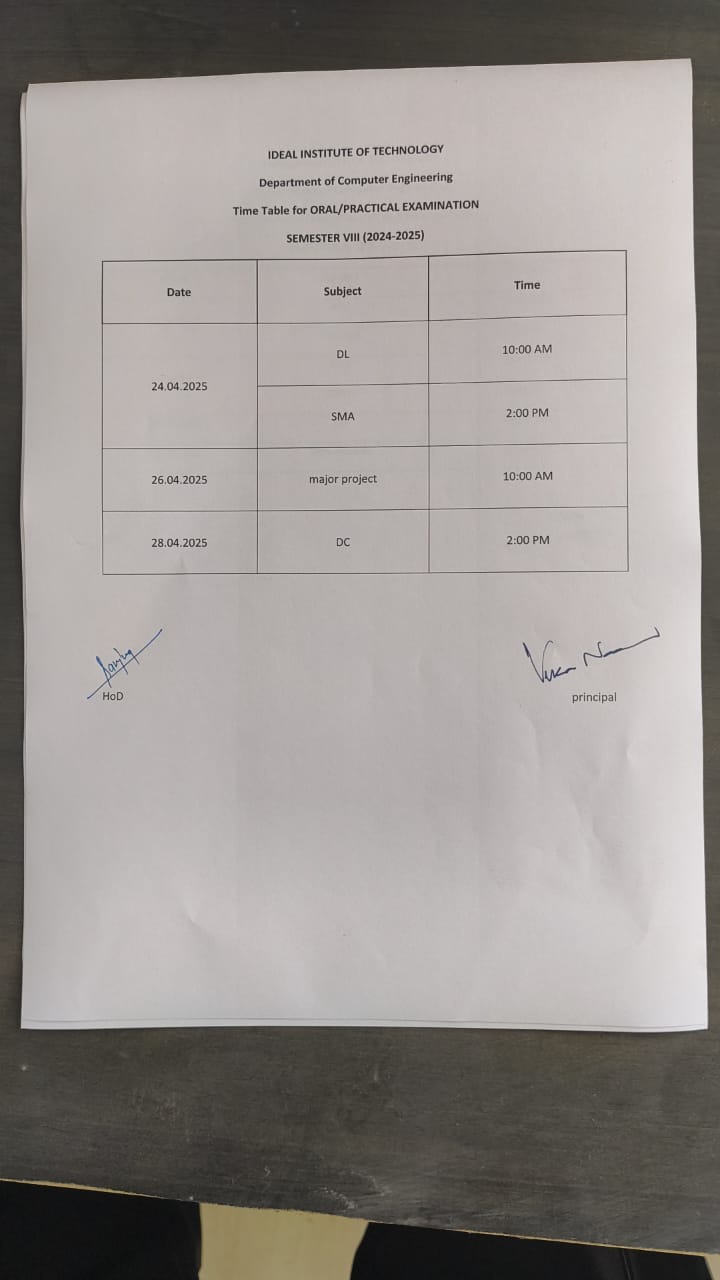 IDEAL INSTITUTE OF TECHNOLOGY
Department of Computer Engineering
Time Table for ORAL/PRACTICAL EXAMINATION
SEMESTER VIII (2024-2025)
Date Subject Time
24.04.2025 DL 10:00 AM
SMA 2:00 PM
26.04.2025 major project 10:00 AM
28.04.2025 DC 2:00 PM
HoD principal